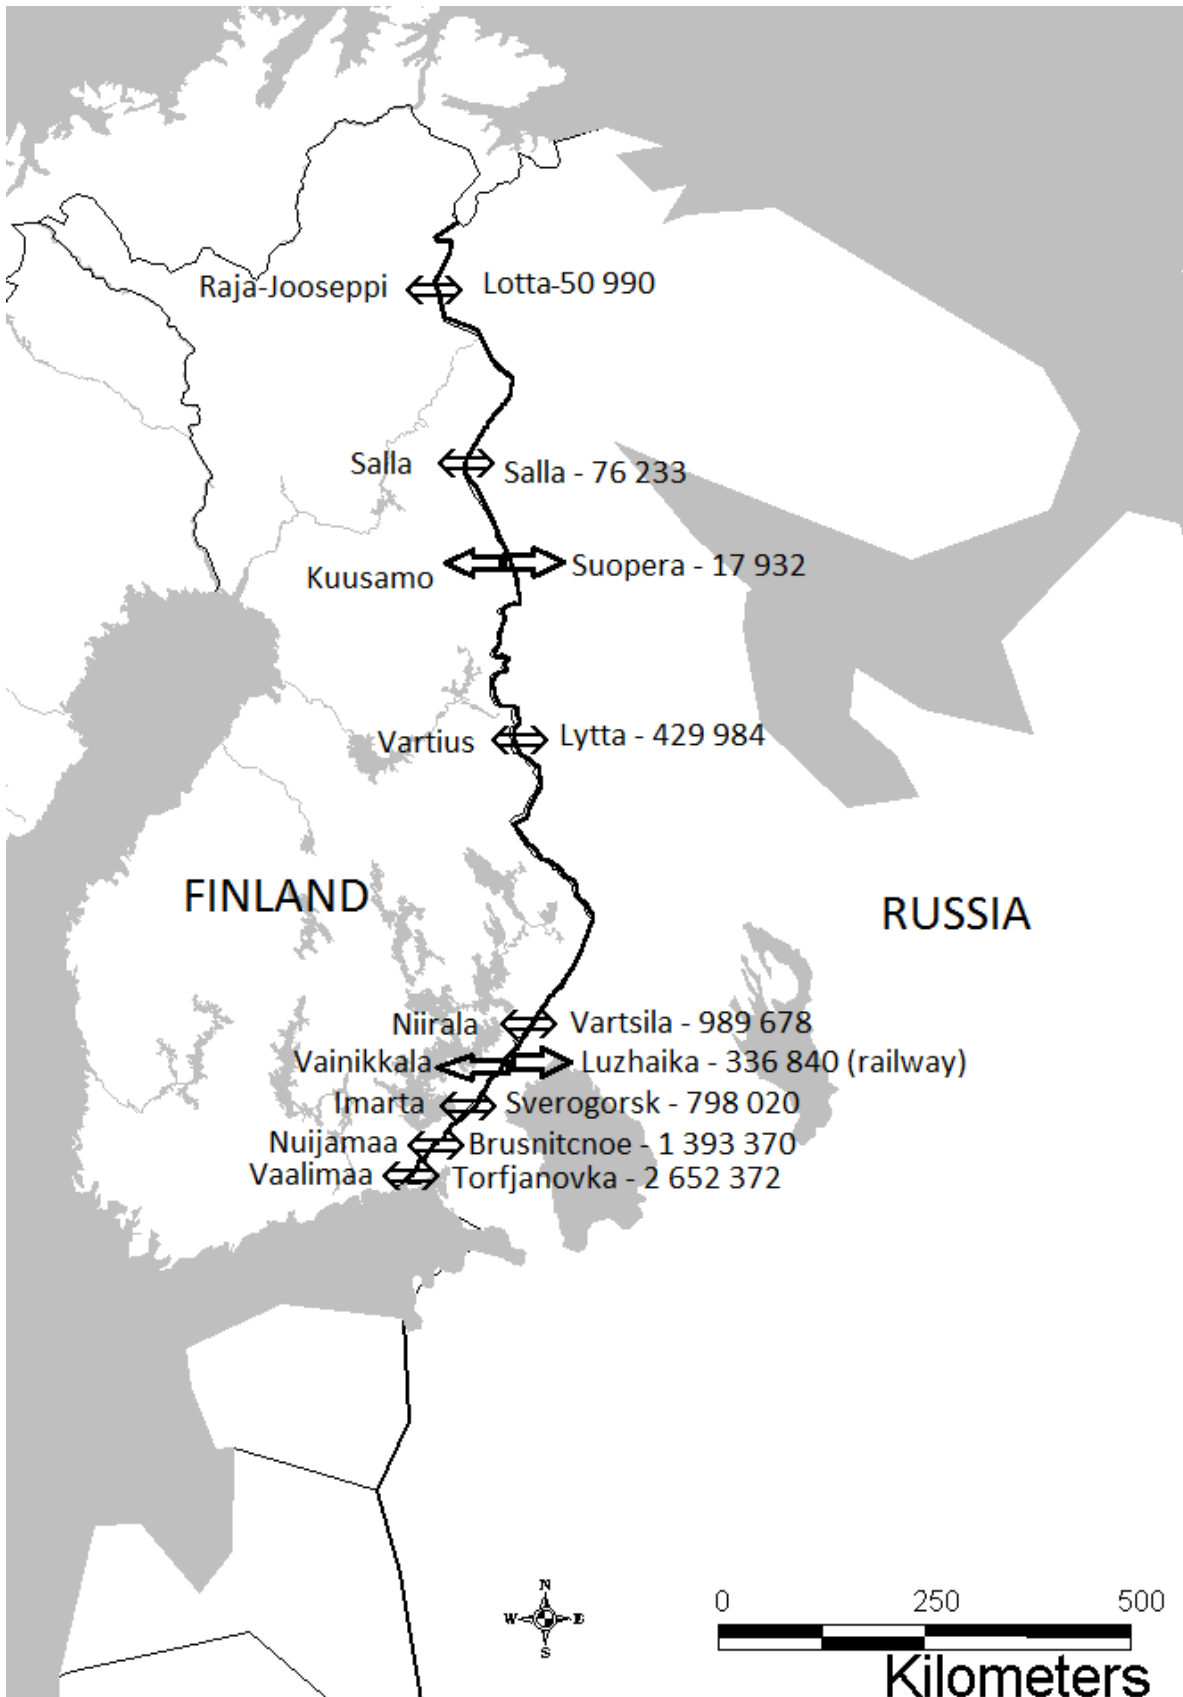 Raja-Jooseppi Lotta-50 990
Salla Salla - 76 233
Kuusamo Suopera - 17 932
Vartius Lytta - 429 984
FINLAND
RUSSIA
Niirala Vartsila - 989 678
Vainikkala Luzhaika - 336 840 (railway)
Imarta Sverogorsk - 798 020
Nuijamaa Brusnitcnoe - 1 393 370
Vaalimaa Torfjanovka - 2 652 372
N
W E
S
0 250 500
Kilometers